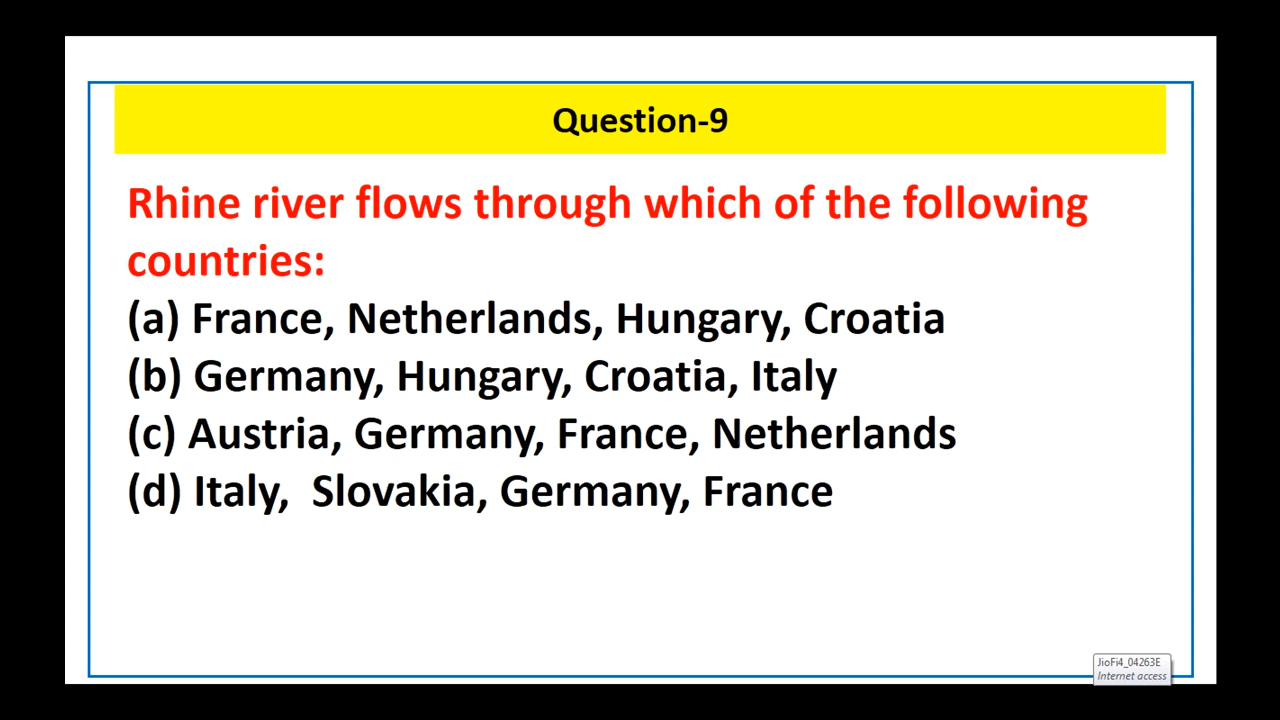 Question-9
Rhine river flows through which of the following
countries:
(a) France, Netherlands, Hungary, Croatia
(b) Germany, Hungary, Croatia, Italy
(c) Austria, Germany, France, Netherlands
(d) Italy,  Slovakia, Germany, France
JioFi4_04263E
Internet access